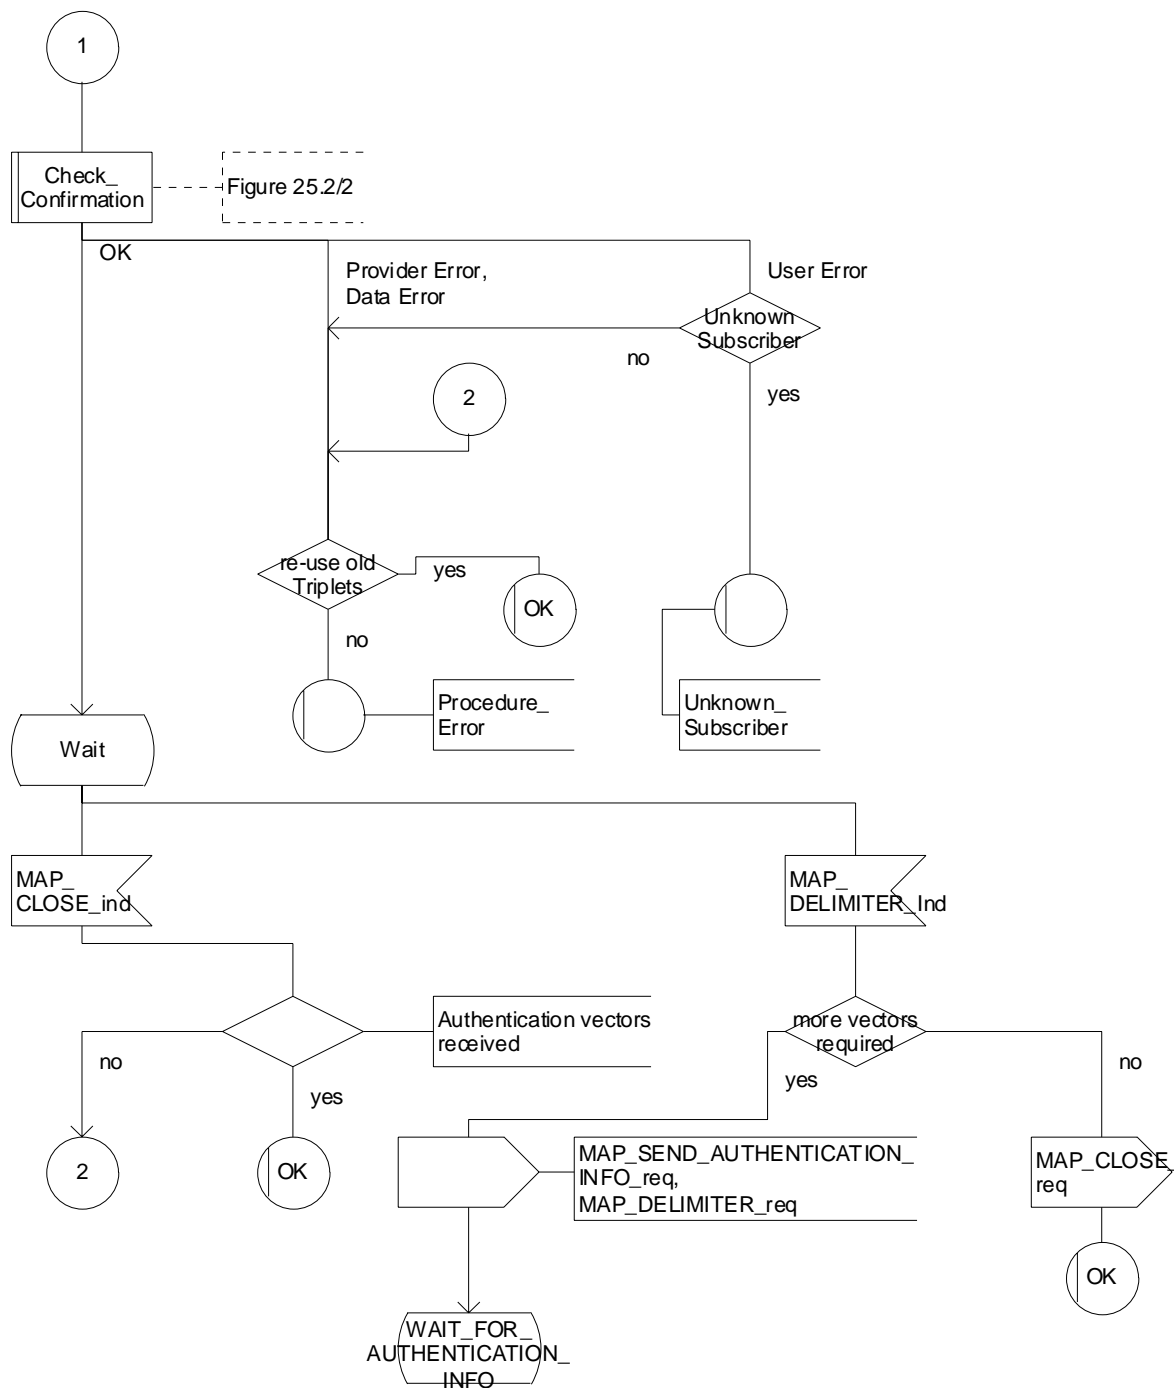 1
Check_
Confirmation
Figure 25.2/2
OK
Provider Error,
Data Error
User Error
Unknown
Subscriber
no
yes
2
re-use old
Triplets
yes
OK
no
Procedure_
Error
Unknown_
Subscriber
Wait
MAP_
CLOSE_ind
MAP_
DELIMITER_Ind
Authentication vectors
received
more vectors
required
no
yes
yes
no
2
OK
MAP_SEND_AUTHENTICATION_
INFO_req,
MAP_DELIMITER_req
MAP_CLOSE_
req
OK
WAIT_FOR_
AUTHENTICATION_
INFO